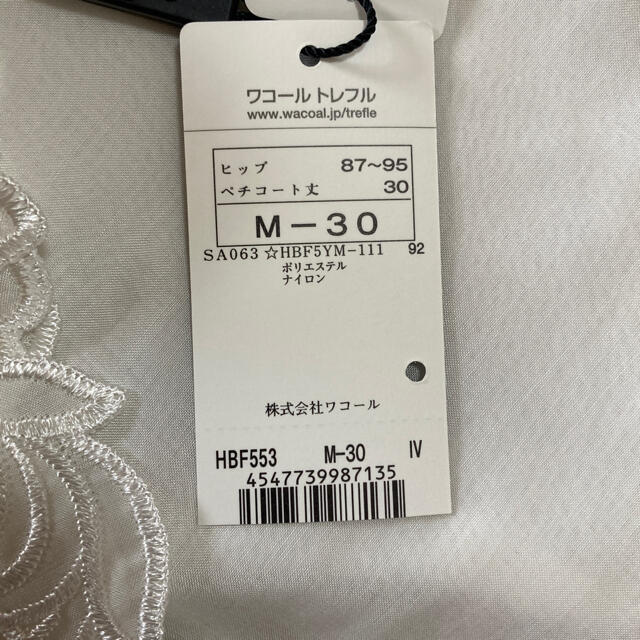 ワコール トレフル
www.wacoal.jp/trefle
ヒップ 87～95
ペチコート丈 30
M－30
SA063 ☆HBF5YM-111 92
ポリエステル
ナイロン
株式会社ワコール
HBF553 M-30 IV
4547739987135